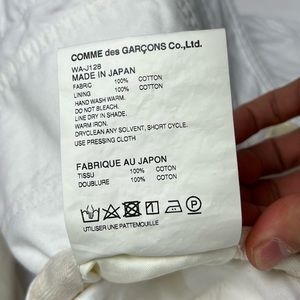 COMME des GARÇONS Co.,Ltd.
WA-J128
MADE IN JAPAN
FABRIC 100% COTTON
LINING 100% COTTON
HAND WASH WARM.
DO NOT BLEACH.
LINE DRY IN SHADE.
WARM IRON.
DRYCLEAN ANY SOLVENT, SHORT CYCLE.
USE PRESSING CLOTH
FABRIQUE AU JAPON
TISSU 100% COTON
DOUBLURE 100% COTON
UTILISER UNE PATTEMOUILLE